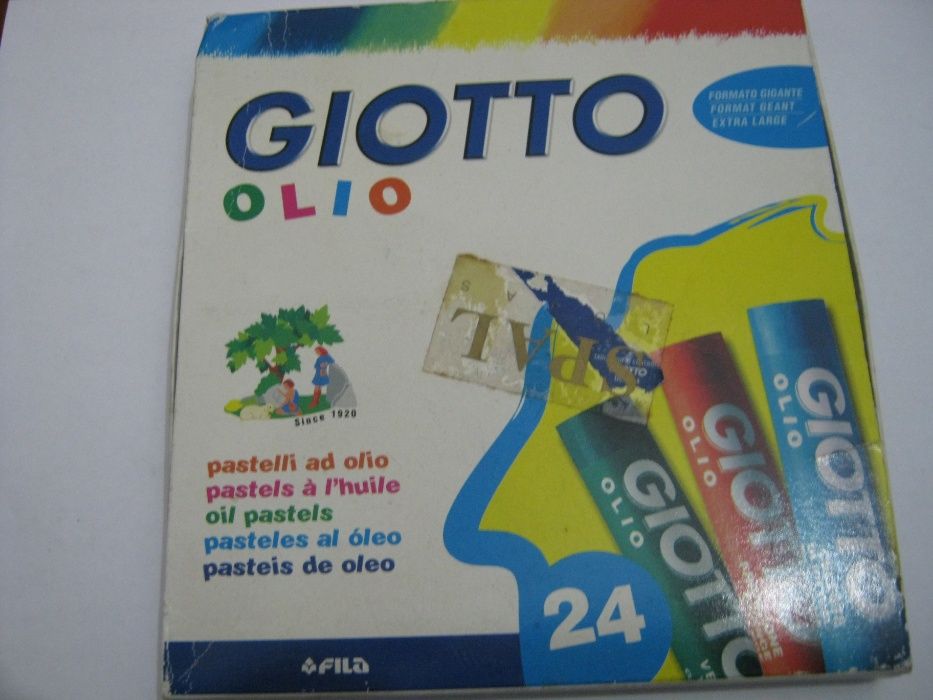 GIOTTO
OLIO
FORMATO GIGANTE
FORMAT GEANT
EXTRA LARGE
SPAL
Since 1920
pastelli ad olio
pastels à l'huile
oil pastels
pasteles al óleo
pasteis de oleo
OLIO
GIOTTO
OLIO
GIOTTO
OLIO
GIOTTO
24
FILA